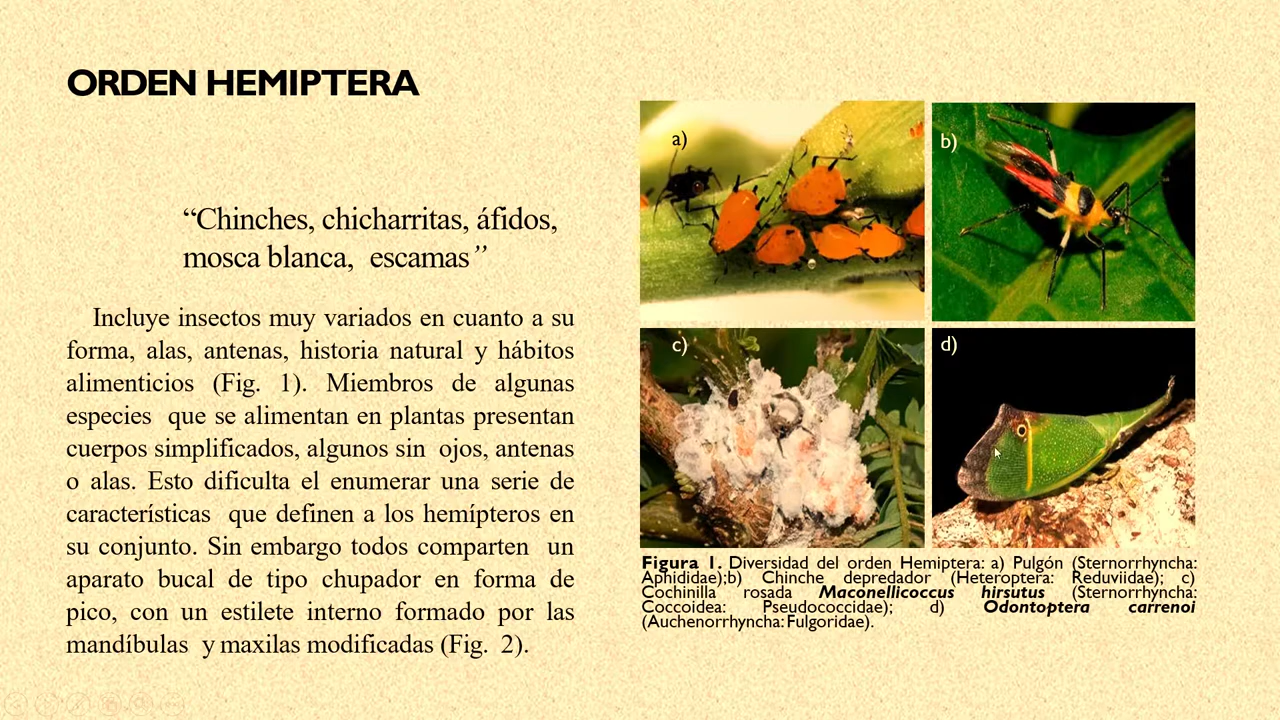 ORDEN HEMIPTERA
“Chinches, chicharritas, áfidos,
mosca blanca, escamas”
Incluye insectos muy variados en cuanto a su
forma, alas, antenas, historia natural y hábitos
alimenticios (Fig. 1). Miembros de algunas
especies que se alimentan en plantas presentan
cuerpos simplificados, algunos sin ojos, antenas
o alas. Esto dificulta el enumerar una serie de
características que definen a los hemípteros en
su conjunto. Sin embargo todos comparten un
aparato bucal de tipo chupador en forma de
pico, con un estilete interno formado por las
mandíbulas y maxilas modificadas (Fig. 2).
a)
b)
c)
d)
Figura 1. Diversidad del orden Hemiptera: a) Pulgón (Sternorrhyncha:
Aphididae);b) Chinche depredador (Heteroptera: Reduviidae); c)
Cochinilla rosada Maconellicoccus hirsutus (Sternorrhyncha:
Coccoidea: Pseudococcidae); d) Odontoptera carrenoi
(Auchenorrhyncha: Fulgoridae).